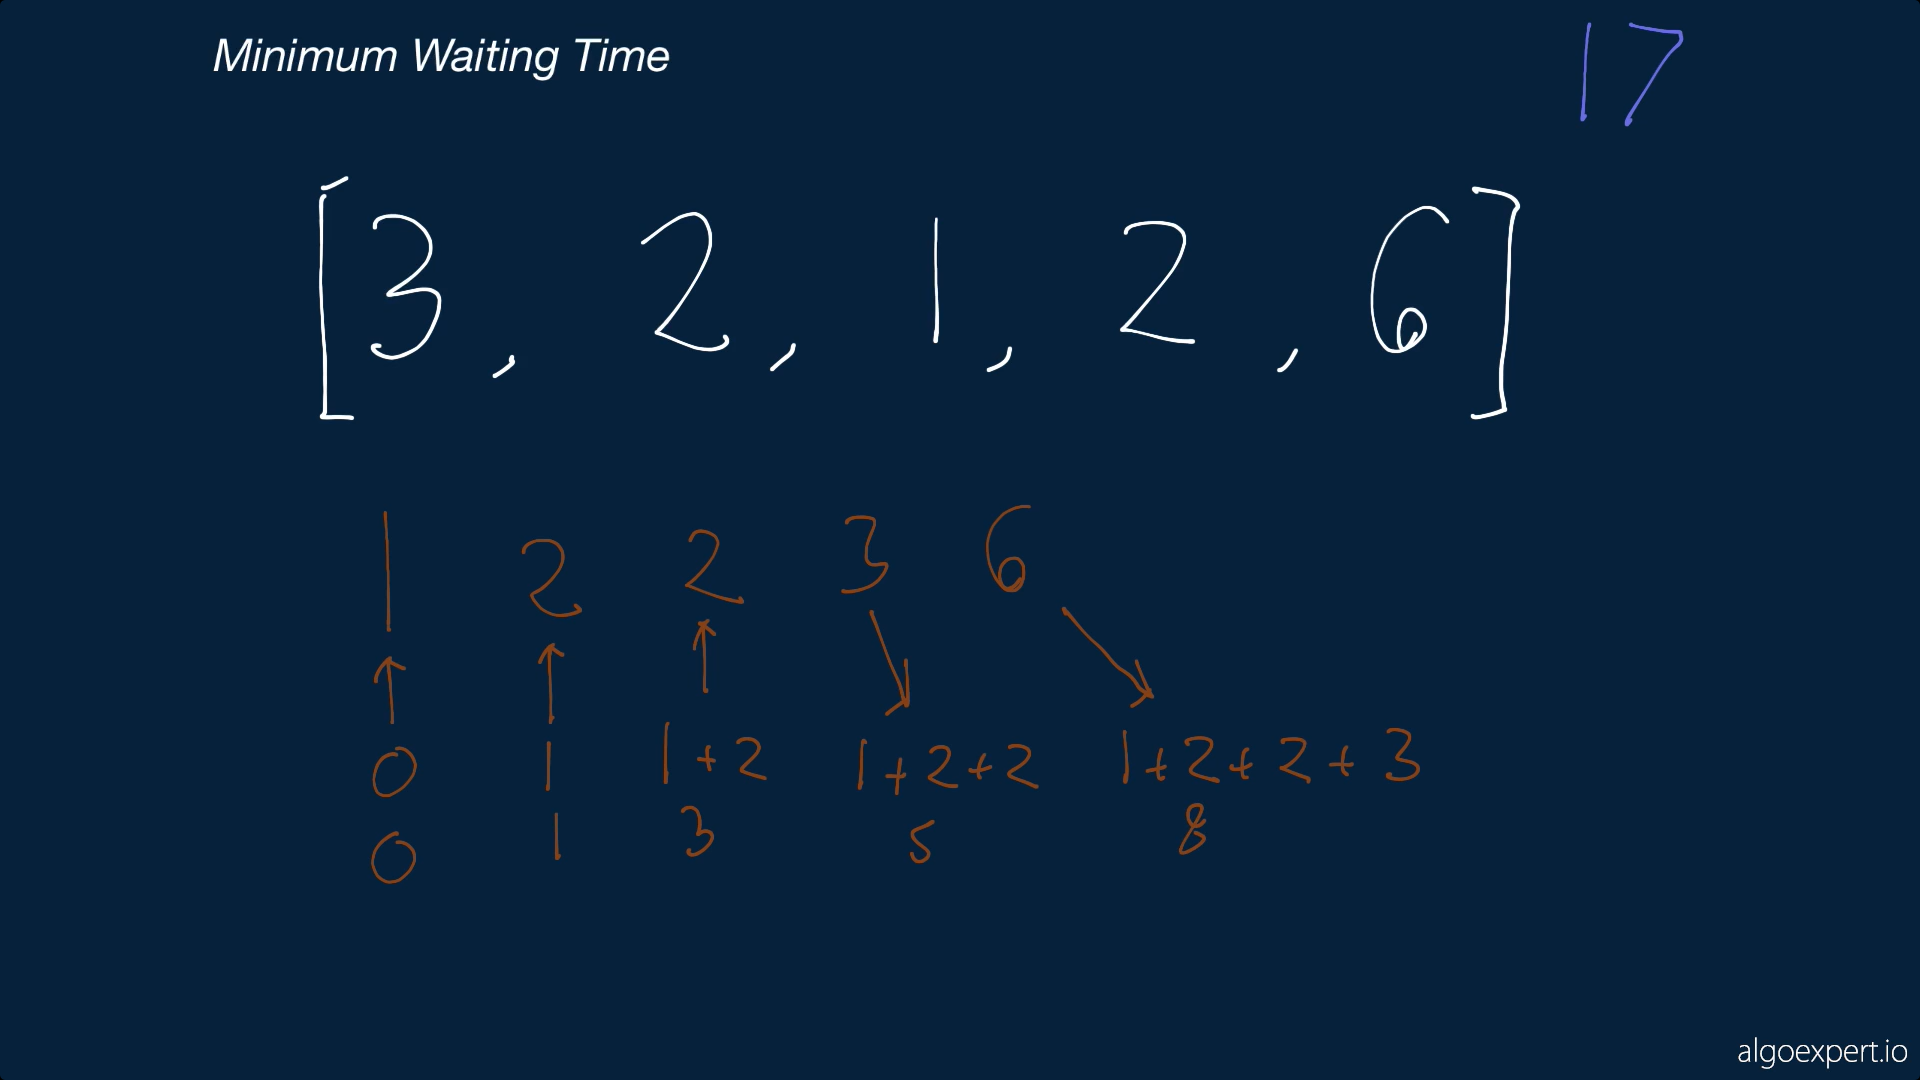 Minimum Waiting Time
17
[3, 2, 1, 2, 6]
1 2 2 3 6
0 1 1+2 1+2+2 1+2+2+3
0 1 3 5 8
algoexpert.io